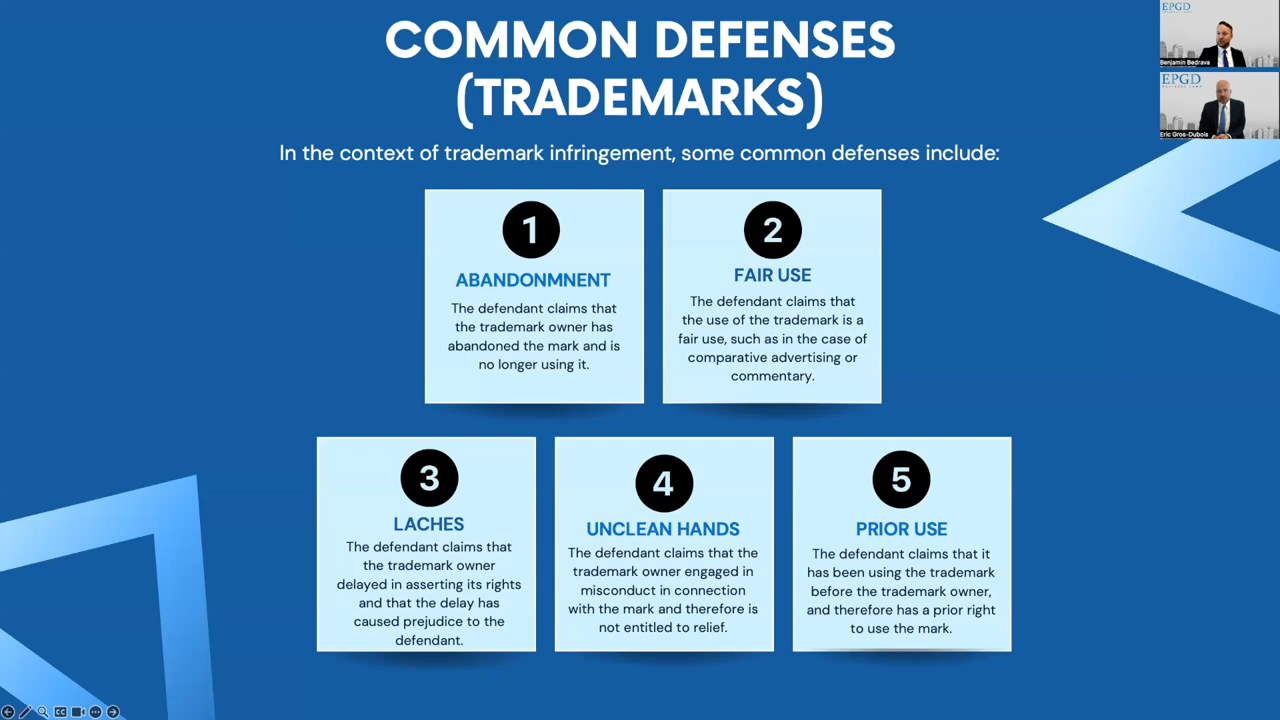 COMMON DEFENSES
(TRADEMARKS)
In the context of trademark infringement, some common defenses include:
1
ABANDONMNENT
The defendant claims that
the trademark owner has
abandoned the mark and is
no longer using it.
2
FAIR USE
The defendant claims that
the use of the trademark is a
fair use, such as in the case of
comparative advertising or
commentary.
3
LACHES
The defendant claims that
the trademark owner
delayed in asserting its rights
and that the delay has
caused prejudice to the
defendant.
4
UNCLEAN HANDS
The defendant claims that the
trademark owner engaged in
misconduct in connection
with the mark and therefore is
not entitled to relief.
5
PRIOR USE
The defendant claims that it
has been using the trademark
before the trademark owner,
and therefore has a prior right
to use the mark.
EPGD
Benjamin Bedrava
EPGD
BUSINESS LAW
Eric Gros-Dubois
CC